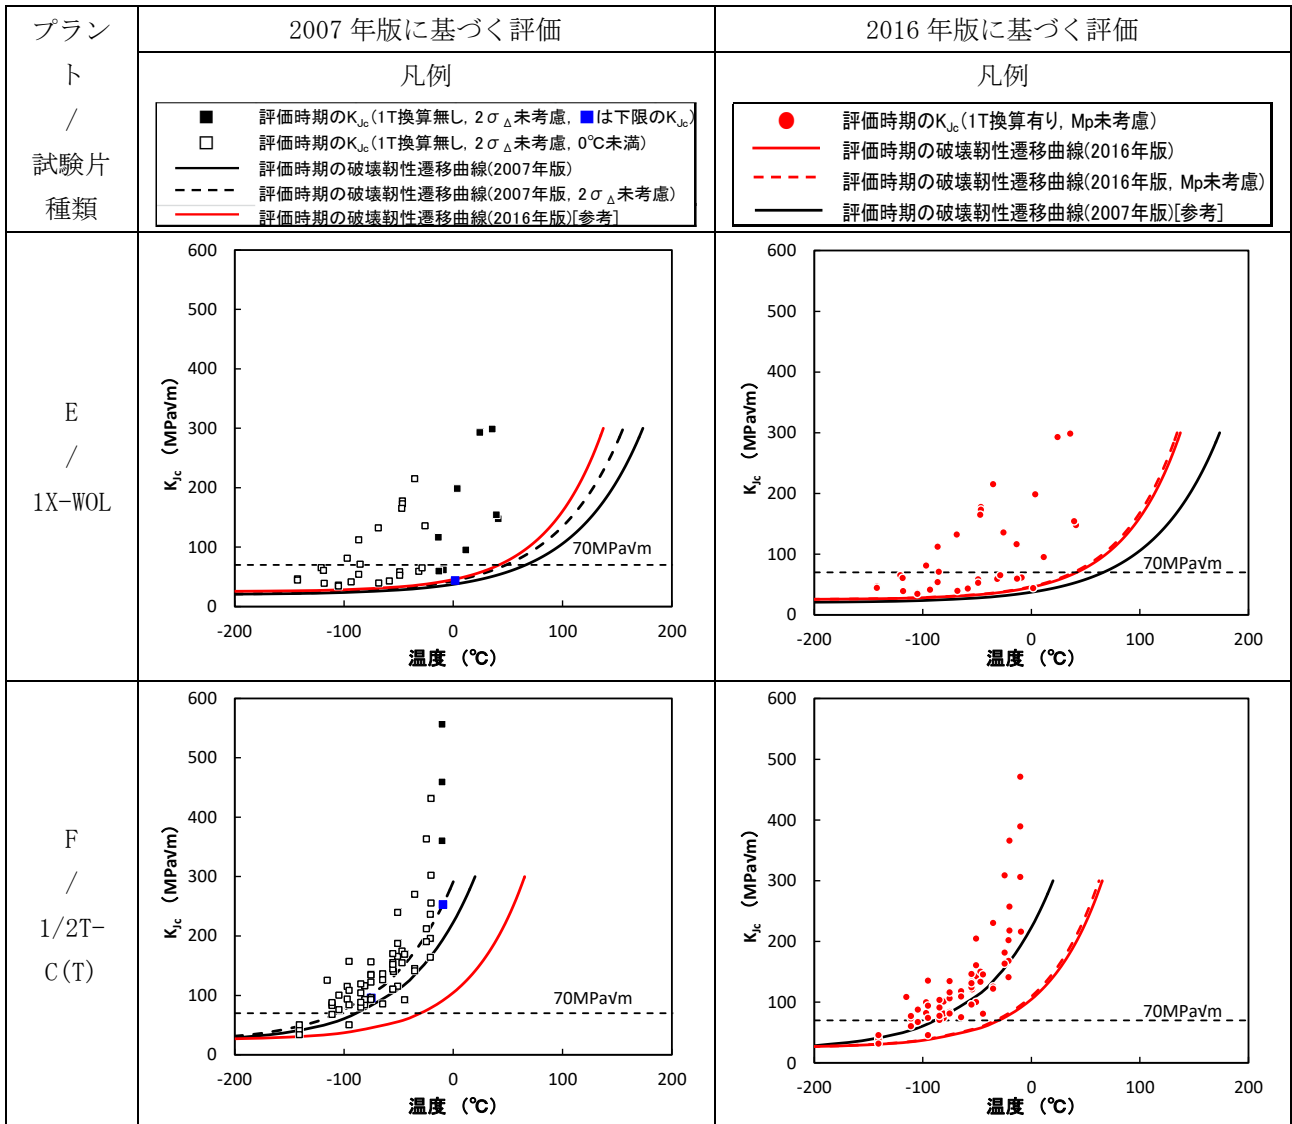 プラン
ト
/
試験片
種類
2007 年版に基づく評価
2016 年版に基づく評価
凡例
評価時期のKJc(1T換算無し, 2σΔ未考慮, ■は下限のKJc)
評価時期のKJc(1T換算無し, 2σΔ未考慮, 0℃未満)
評価時期の破壊靭性遷移曲線(2007年版)
評価時期の破壊靭性遷移曲線(2007年版, 2σΔ未考慮)
評価時期の破壊靭性遷移曲線(2016年版)[参考]
凡例
評価時期のKJc(1T換算有り, Mp未考慮)
評価時期の破壊靭性遷移曲線(2016年版)
評価時期の破壊靭性遷移曲線(2016年版, Mp未考慮)
評価時期の破壊靭性遷移曲線(2007年版)[参考]
E
/
1X-WOL
KJc (MPa√m)
600
500
400
300
200
100
0
70MPa√m
-200 -100 0 100 200
温度 (℃)
KJc (MPa√m)
600
500
400
300
200
100
0
70MPa√m
-200 -100 0 100 200
温度 (℃)
F
/
1/2T-
C(T)
KJc (MPa√m)
600
500
400
300
200
100
0
70MPa√m
-200 -100 0 100 200
温度 (℃)
KJc (MPa√m)
600
500
400
300
200
100
0
70MPa√m
-200 -100 0 100 200
温度 (℃)